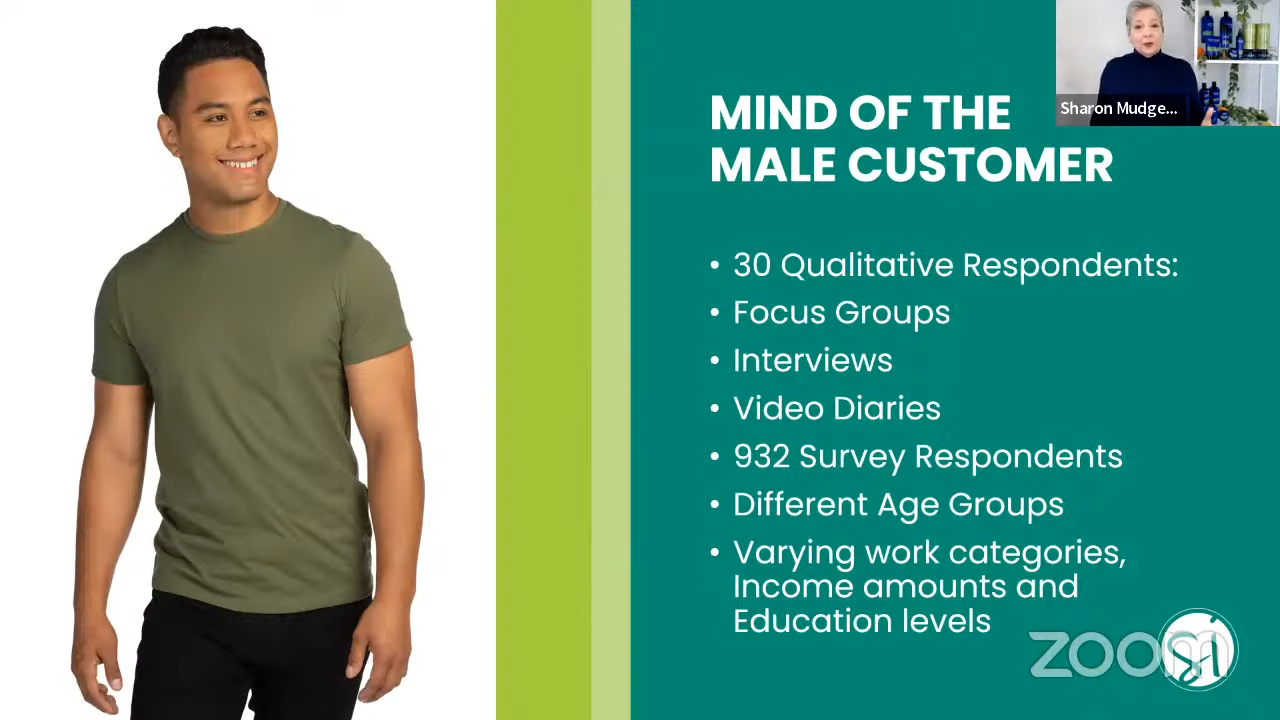 Sharon Mudge...
MIND OF THE
MALE CUSTOMER
• 30 Qualitative Respondents:
• Focus Groups
• Interviews
• Video Diaries
• 932 Survey Respondents
• Different Age Groups
• Varying work categories,
Income amounts and
Education levels
zoom